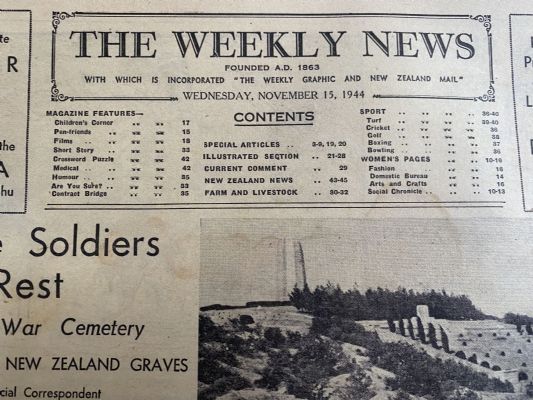 THE WEEKLY NEWS
FOUNDED A.D. 1863
WITH WHICH IS INCORPORATED "THE WEEKLY GRAPHIC AND NEW ZEALAND MAIL"
WEDNESDAY, NOVEMBER 15, 1944
CONTENTS
MAGAZINE FEATURES—
Children's Corner .. 17
Pen-friends .. 15
Films .. 18
Short Story .. 33
Crossword Puzzle .. 42
Medical .. 42
Humour .. 35
Are You Sure? .. 33
Contract Bridge .. 35
SPECIAL ARTICLES .. 3-9, 19, 20
ILLUSTRATED SECTION .. 21-28
CURRENT COMMENT .. 29
NEW ZEALAND NEWS .. 43-45
FARM AND LIVESTOCK .. 30-32
SPORT .. 36-40
Turf .. 39-40
Cricket .. 36
Golf .. 38
Boxing .. 37
Bowling .. 36
WOMEN'S PAGES .. 10-16
Fashion .. 16
Domestic Bureau .. 14
Arts and Crafts .. 16
Social Chronicle .. 10-13
Soldiers
Rest
War Cemetery
NEW ZEALAND GRAVES
cial Correspondent
R
the
A
hu